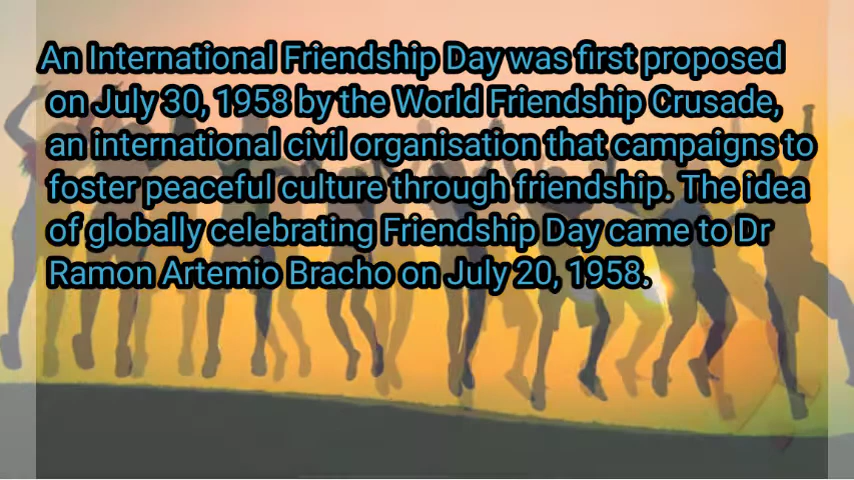 An International Friendship Day was first proposed
on July 30, 1958 by the World Friendship Crusade,
an international civil organisation that campaigns to
foster peaceful culture through friendship. The idea
of globally celebrating Friendship Day came to Dr
Ramon Artemio Bracho on July 20, 1958.